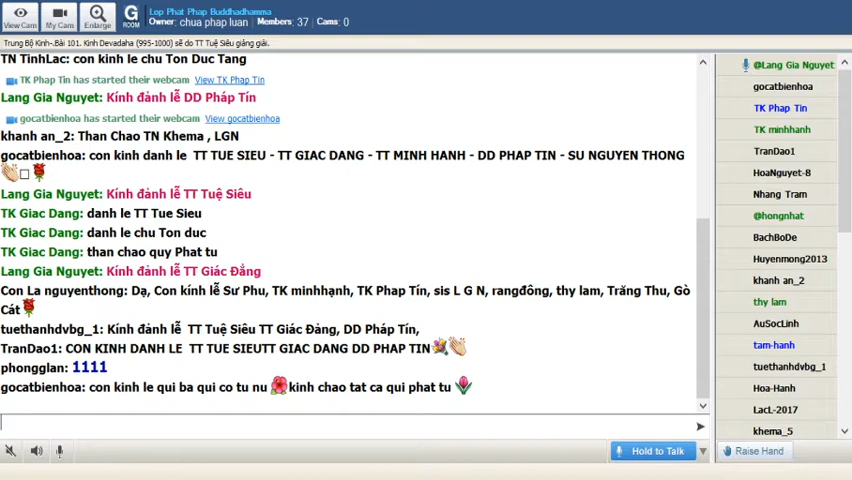 View Cam
My Cam
Enlarge
G
ROOM
Lop Phat Phap Buddhadhamma
Owner: chua phap luan Members: 37 Cams: 0
Trung Bộ Kinh-.Bài 101. Kinh Devadaha (995-1000) sẽ do TT Tuệ Siêu giảng giải.
TN TinhLac: con kinh le chu Ton Duc Tang
TK Phap Tin has started their webcam View TK Phap Tin
Lang Gia Nguyet: Kính đảnh lễ DD Pháp Tín
gocatbienhoa has started their webcam View gocatbienhoa
khanh an_2: Than Chao TN Khema , LGN
gocatbienhoa: con kinh danh le TT TUE SIEU - TT GIAC DANG - TT MINH HANH - DD PHAP TIN - SU NGUYEN THONG
Lang Gia Nguyet: Kính đảnh lễ TT Tuệ Siêu
TK Giac Dang: danh le TT Tue Sieu
TK Giac Dang: danh le chu Ton duc
TK Giac Dang: than chao quy Phat tu
Lang Gia Nguyet: Kính đảnh lễ TT Giác Đẳng
Con La nguyenthong: Dạ, Con kính lễ Sư Phụ, TK minhhạnh, TK Pháp Tín, sis L G N, rangđông, thy lam, Trăng Thu, Gò
Cát
tuethanhdvbg_1: Kính đảnh lễ TT Tuệ Siêu TT Giác Đảng, DD Pháp Tín,
TranDao1: CON KINH DANH LE TT TUE SIEUTT GIAC DANG DD PHAP TIN
phongglan: 1111
gocatbienhoa: con kinh le qui ba qui co tu nu kinh chao tat ca qui phat tu
Hold to Talk
Raise Hand
@Lang Gia Nguyet
gocatbienhoa
TK Phap Tin
TK minhhanh
TranDao1
HoaNguyet-8
Nhang Tram
@hongnhat
BachBoDe
Huyenmong2013
khanh an_2
thy lam
AuSocLinh
tam-hanh
tuethanhdvbg_1
Hoa-Hanh
LacL-2017
khema_5